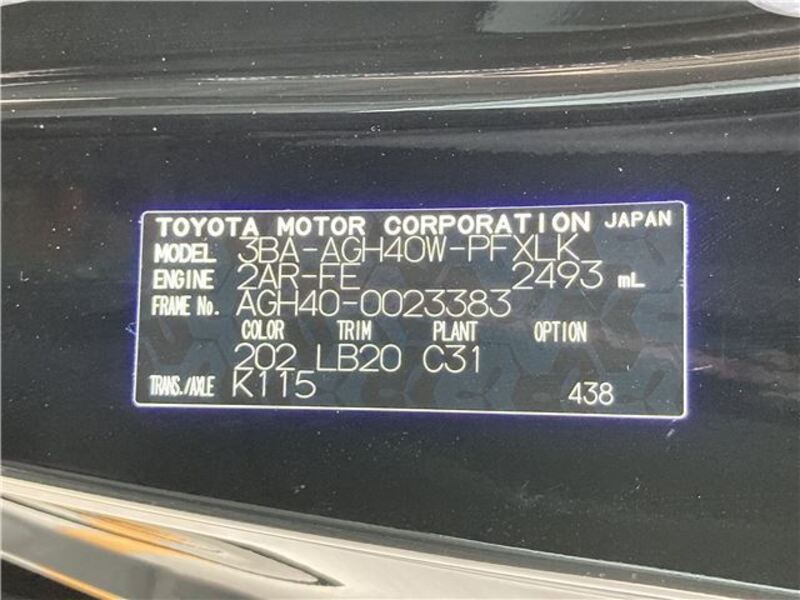 TOYOTA MOTOR CORPORATION JAPAN
MODEL 3BA-AGH40W-PFXLK
ENGINE 2AR-FE 2493 mL
FRAME No. AGH40-0023383
COLOR TRIM PLANT OPTION
202 LB20 C31
TRANS./AXLE K115 438